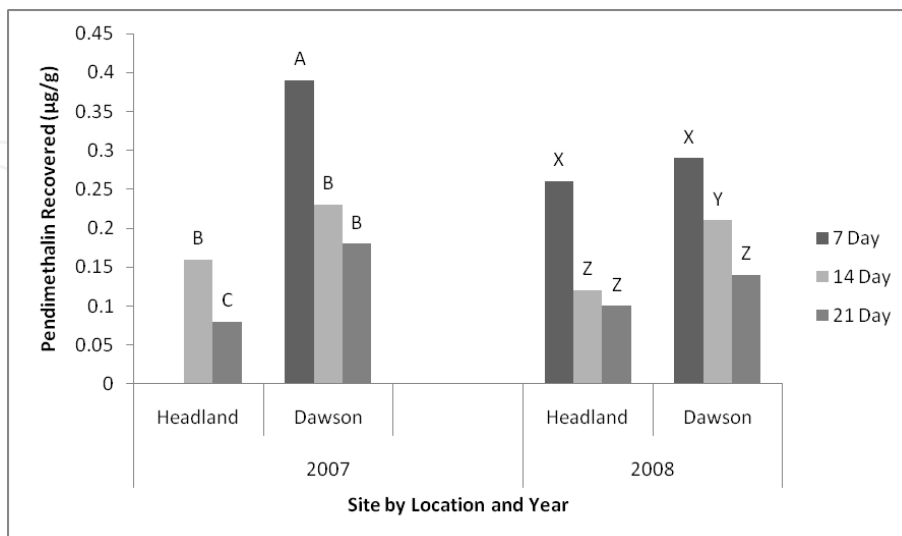 Pendimethalin Recovered (µg/g)
0.45
0.4
0.35
0.3
0.25
0.2
0.15
0.1
0.05
0
B
C
A
B
B
X
Z
Z
X
Y
Z
Headland
Dawson
Headland
Dawson
2007
2008
Site by Location and Year
7 Day
14 Day
21 Day